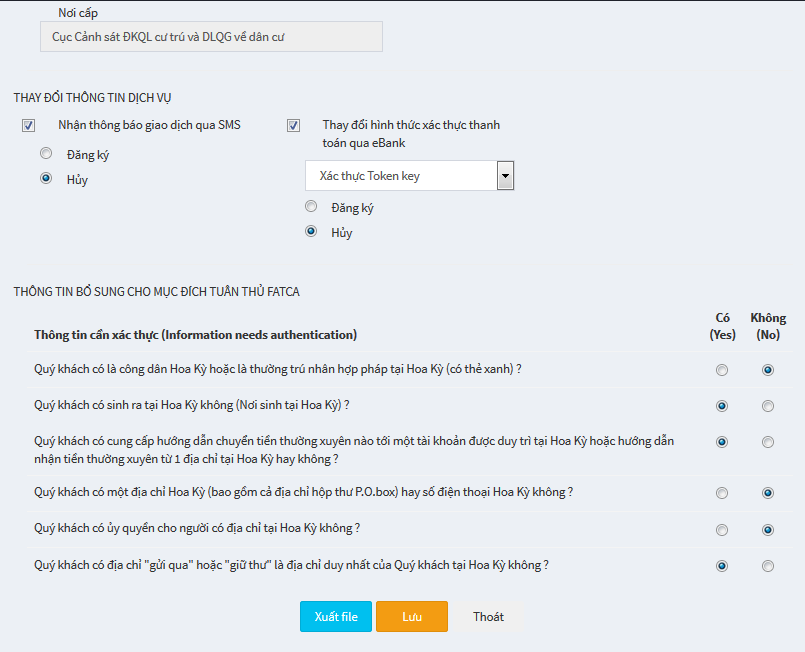 Nơi cấp
Cục Cảnh sát ĐKQL cư trú và DLQG về dân cư
THAY ĐỔI THÔNG TIN DỊCH VỤ
Nhận thông báo giao dịch qua SMS
Đăng ký
Hủy
Thay đổi hình thức xác thực thanh
toán qua eBank
Xác thực Token key
Đăng ký
Hủy
THÔNG TIN BỔ SUNG CHO MỤC ĐÍCH TUÂN THỦ FATCA
Thông tin cần xác thực (Information needs authentication)
Có
(Yes)
Không
(No)
Quý khách có là công dân Hoa Kỳ hoặc là thường trú nhân hợp pháp tại Hoa Kỳ (có thẻ xanh) ?
Quý khách có sinh ra tại Hoa Kỳ không (Nơi sinh tại Hoa Kỳ) ?
Quý khách có cung cấp hướng dẫn chuyển tiền thường xuyên nào tới một tài khoản được duy trì tại Hoa Kỳ hoặc hướng dẫn
nhận tiền thường xuyên từ 1 địa chỉ tại Hoa Kỳ hay không ?
Quý khách có một địa chỉ Hoa Kỳ (bao gồm cả địa chỉ hộp thư P.O.box) hay số điện thoại Hoa Kỳ không ?
Quý khách có ủy quyền cho người có địa chỉ tại Hoa Kỳ không ?
Quý khách có địa chỉ "gửi qua" hoặc "giữ thư" là địa chỉ duy nhất của Quý khách tại Hoa Kỳ không ?
Xuất file
Lưu
Thoát